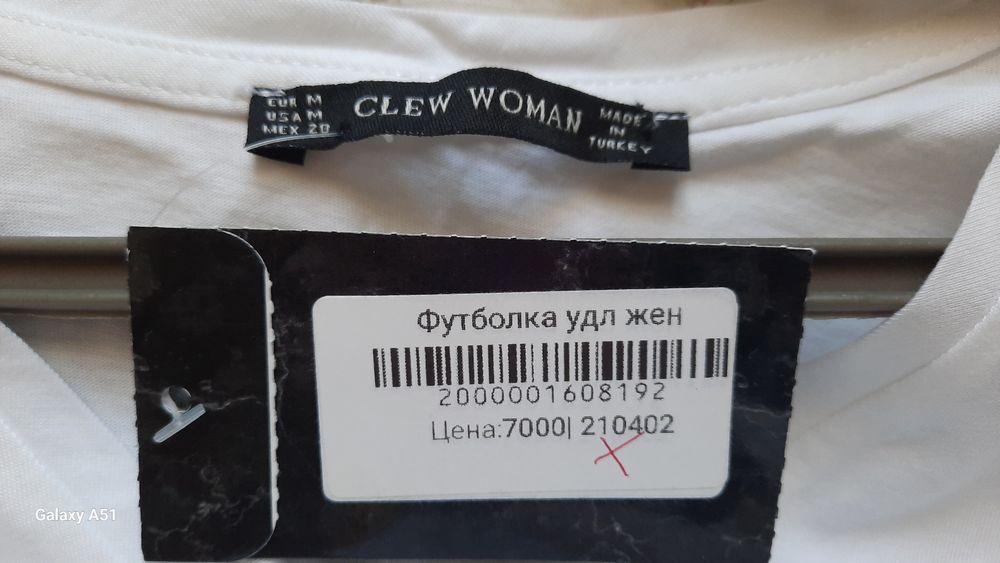 EUR M
USA M
MEX 28
CLEW WOMAN
MADE
IN
TURKEY
Футболка удл жен
2000001608192
Цена:7000| 210402
Galaxy A51